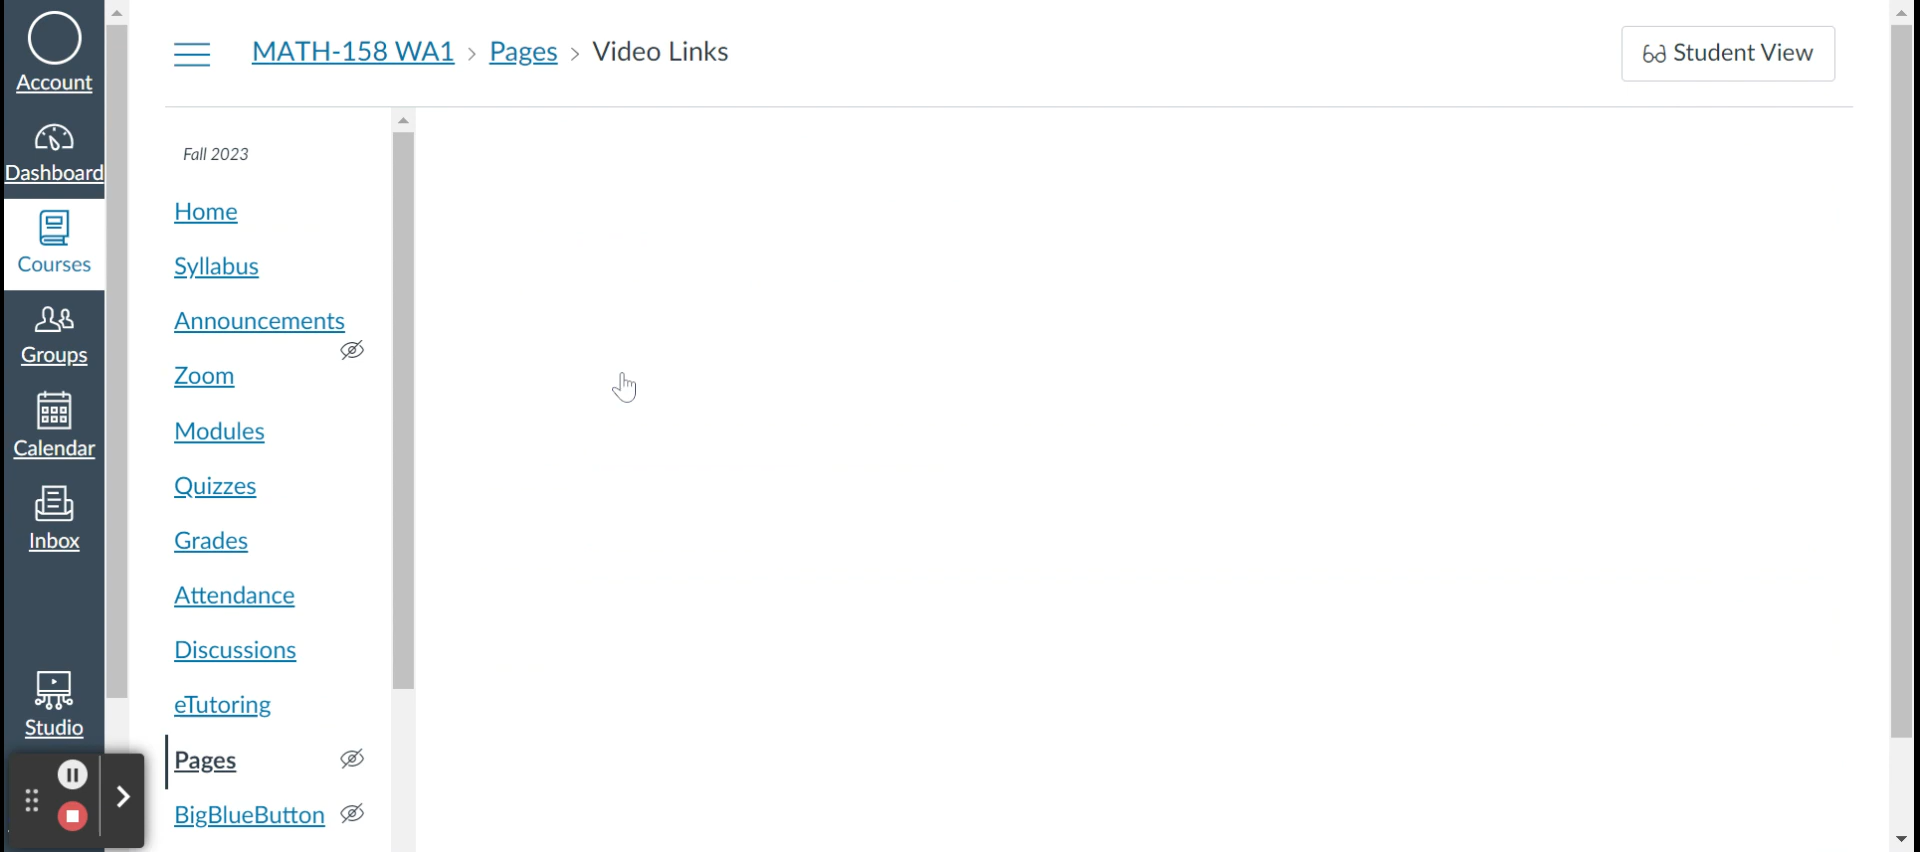 Account
Dashboard
Courses
Groups
Calendar
Inbox
Studio
MATH-158 WA1 > Pages > Video Links
Student View
Fall 2023
Home
Syllabus
Announcements
Zoom
Modules
Quizzes
Grades
Attendance
Discussions
eTutoring
Pages
BigBlueButton